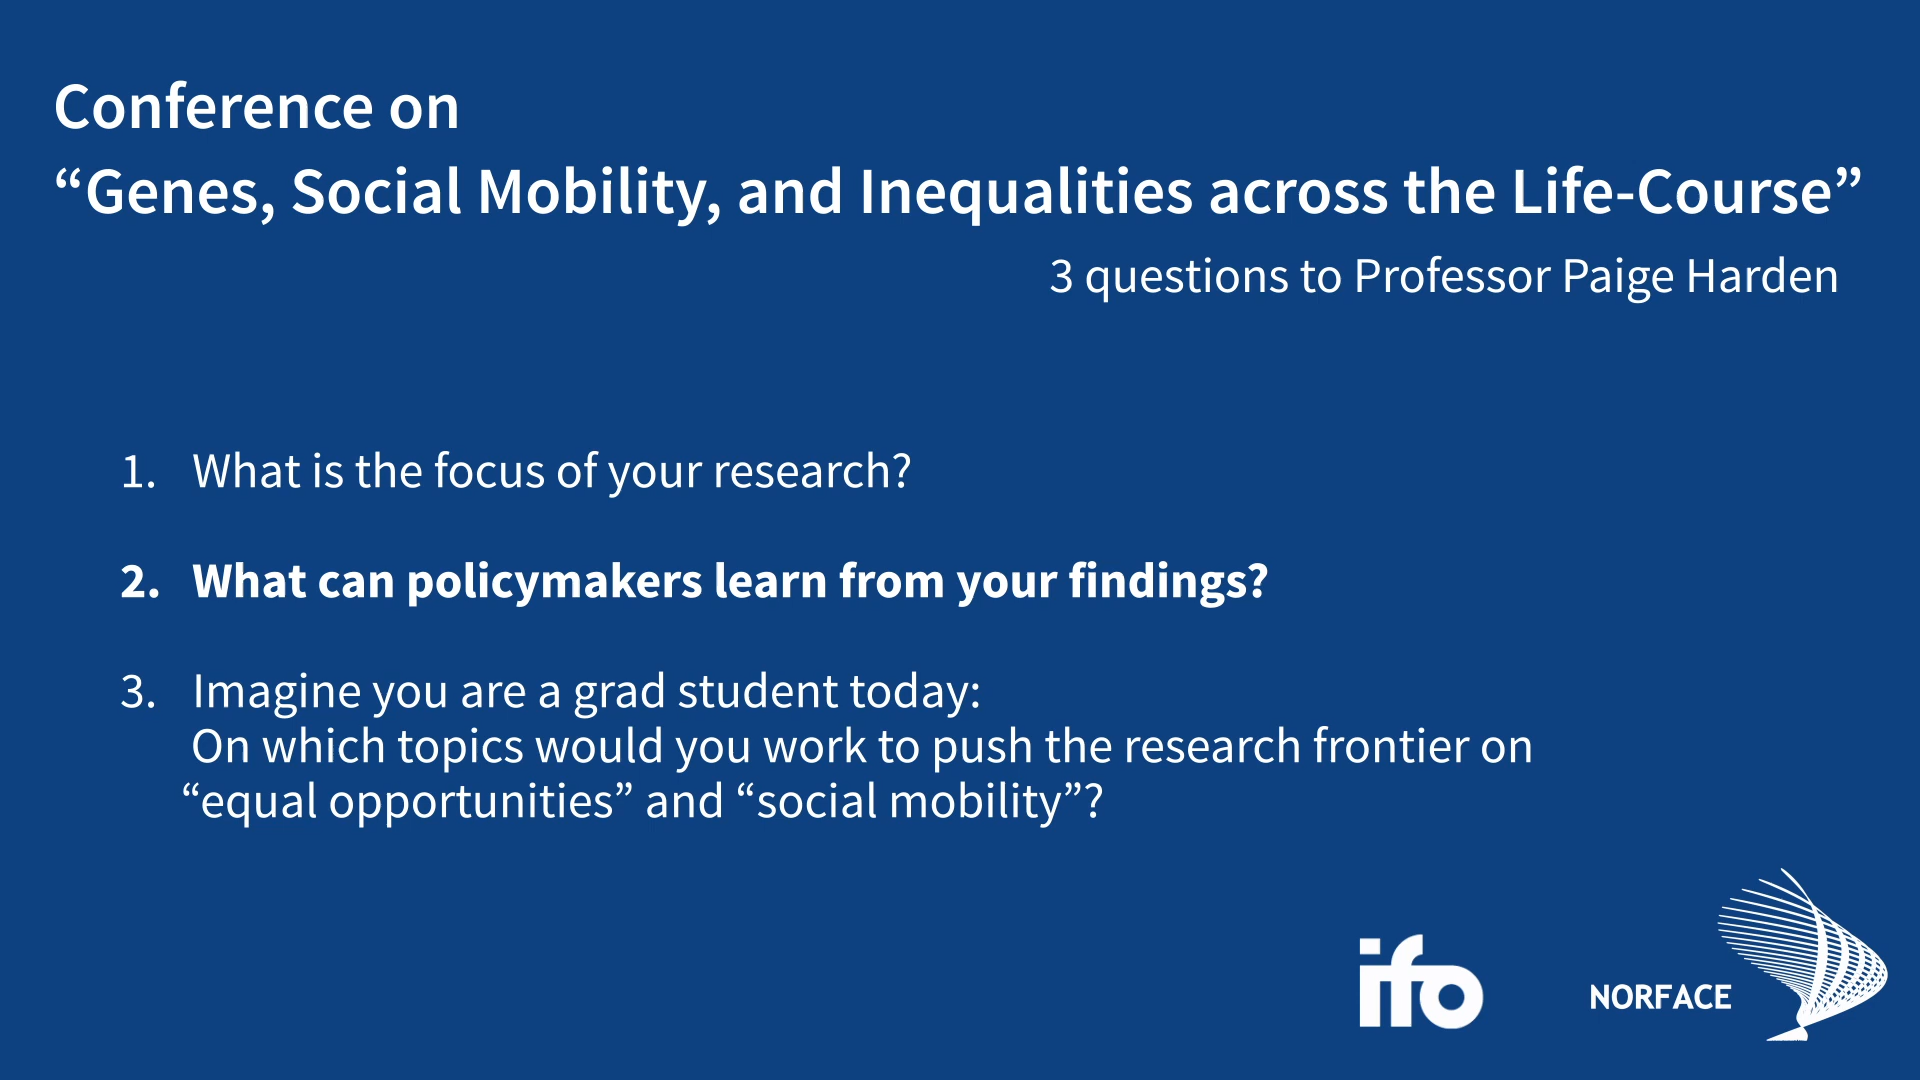 Conference on
“Genes, Social Mobility, and Inequalities across the Life-Course”
3 questions to Professor Paige Harden
1. What is the focus of your research?
2. What can policymakers learn from your findings?
3. Imagine you are a grad student today:
On which topics would you work to push the research frontier on
“equal opportunities” and “social mobility”?
ifo
NORFACE